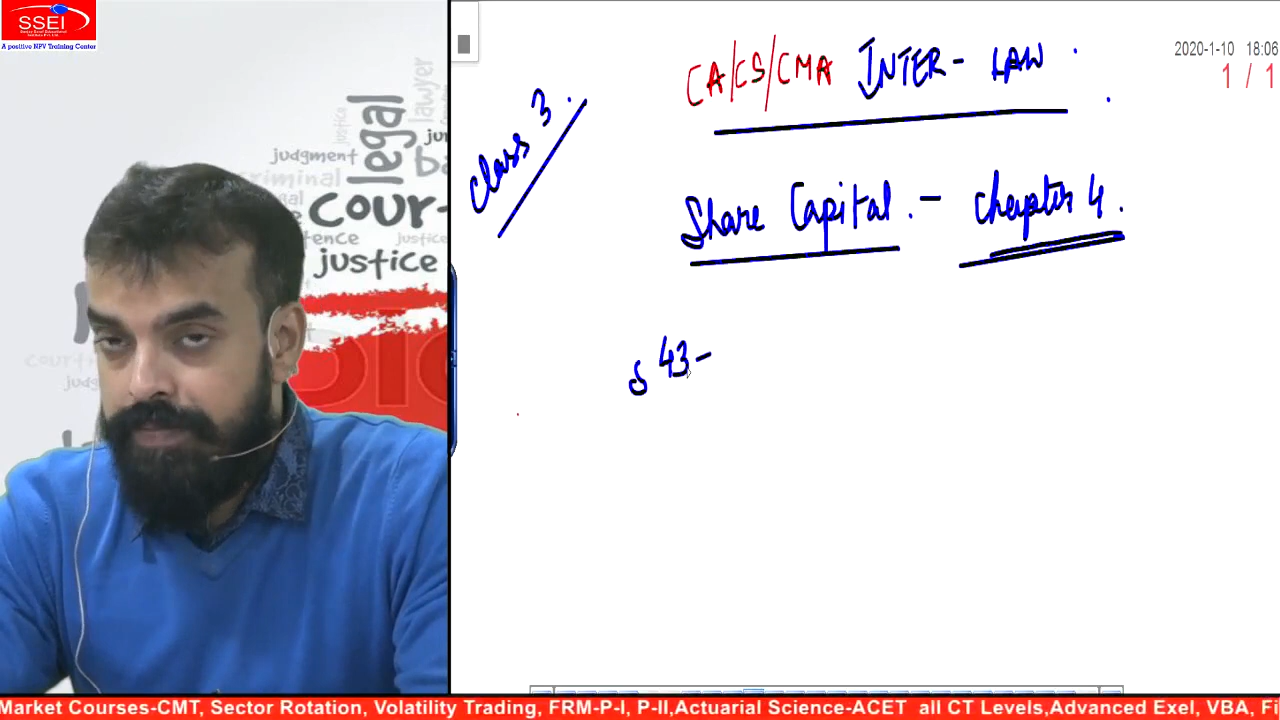 SSEI
A positive NPV Training Center
lawyer
justice
legal
judgment
criminal
cour
justice
justice
class 3.
CA/CS/CMA INTER - LAW.
Share Capital. - Chapter 4.
S 43-
2020-1-10 18:06
1 / 1
Market Courses-CMT, Sector Rotation, Volatility Trading, FRM-P-I, P-II,Actuarial Science-ACET all CT Levels,Advanced Exel, VBA, Fi